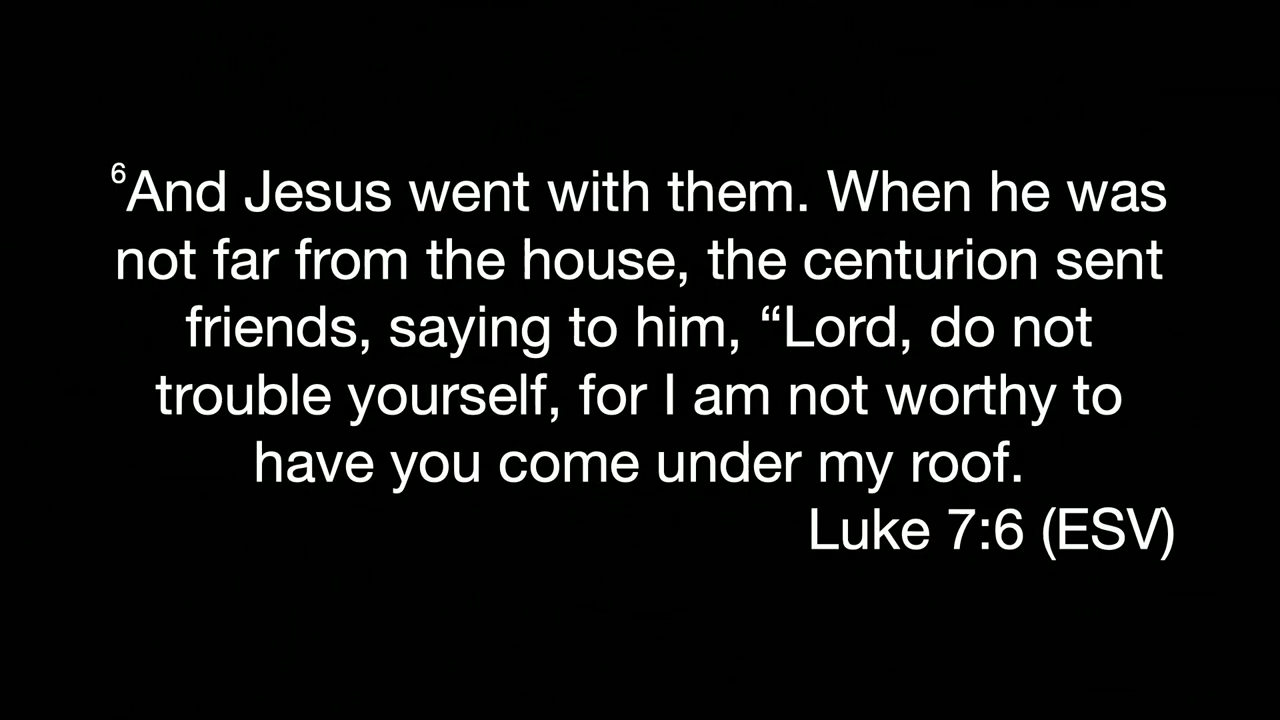 6And Jesus went with them. When he was
not far from the house, the centurion sent
friends, saying to him, “Lord, do not
trouble yourself, for I am not worthy to
have you come under my roof.
Luke 7:6 (ESV)